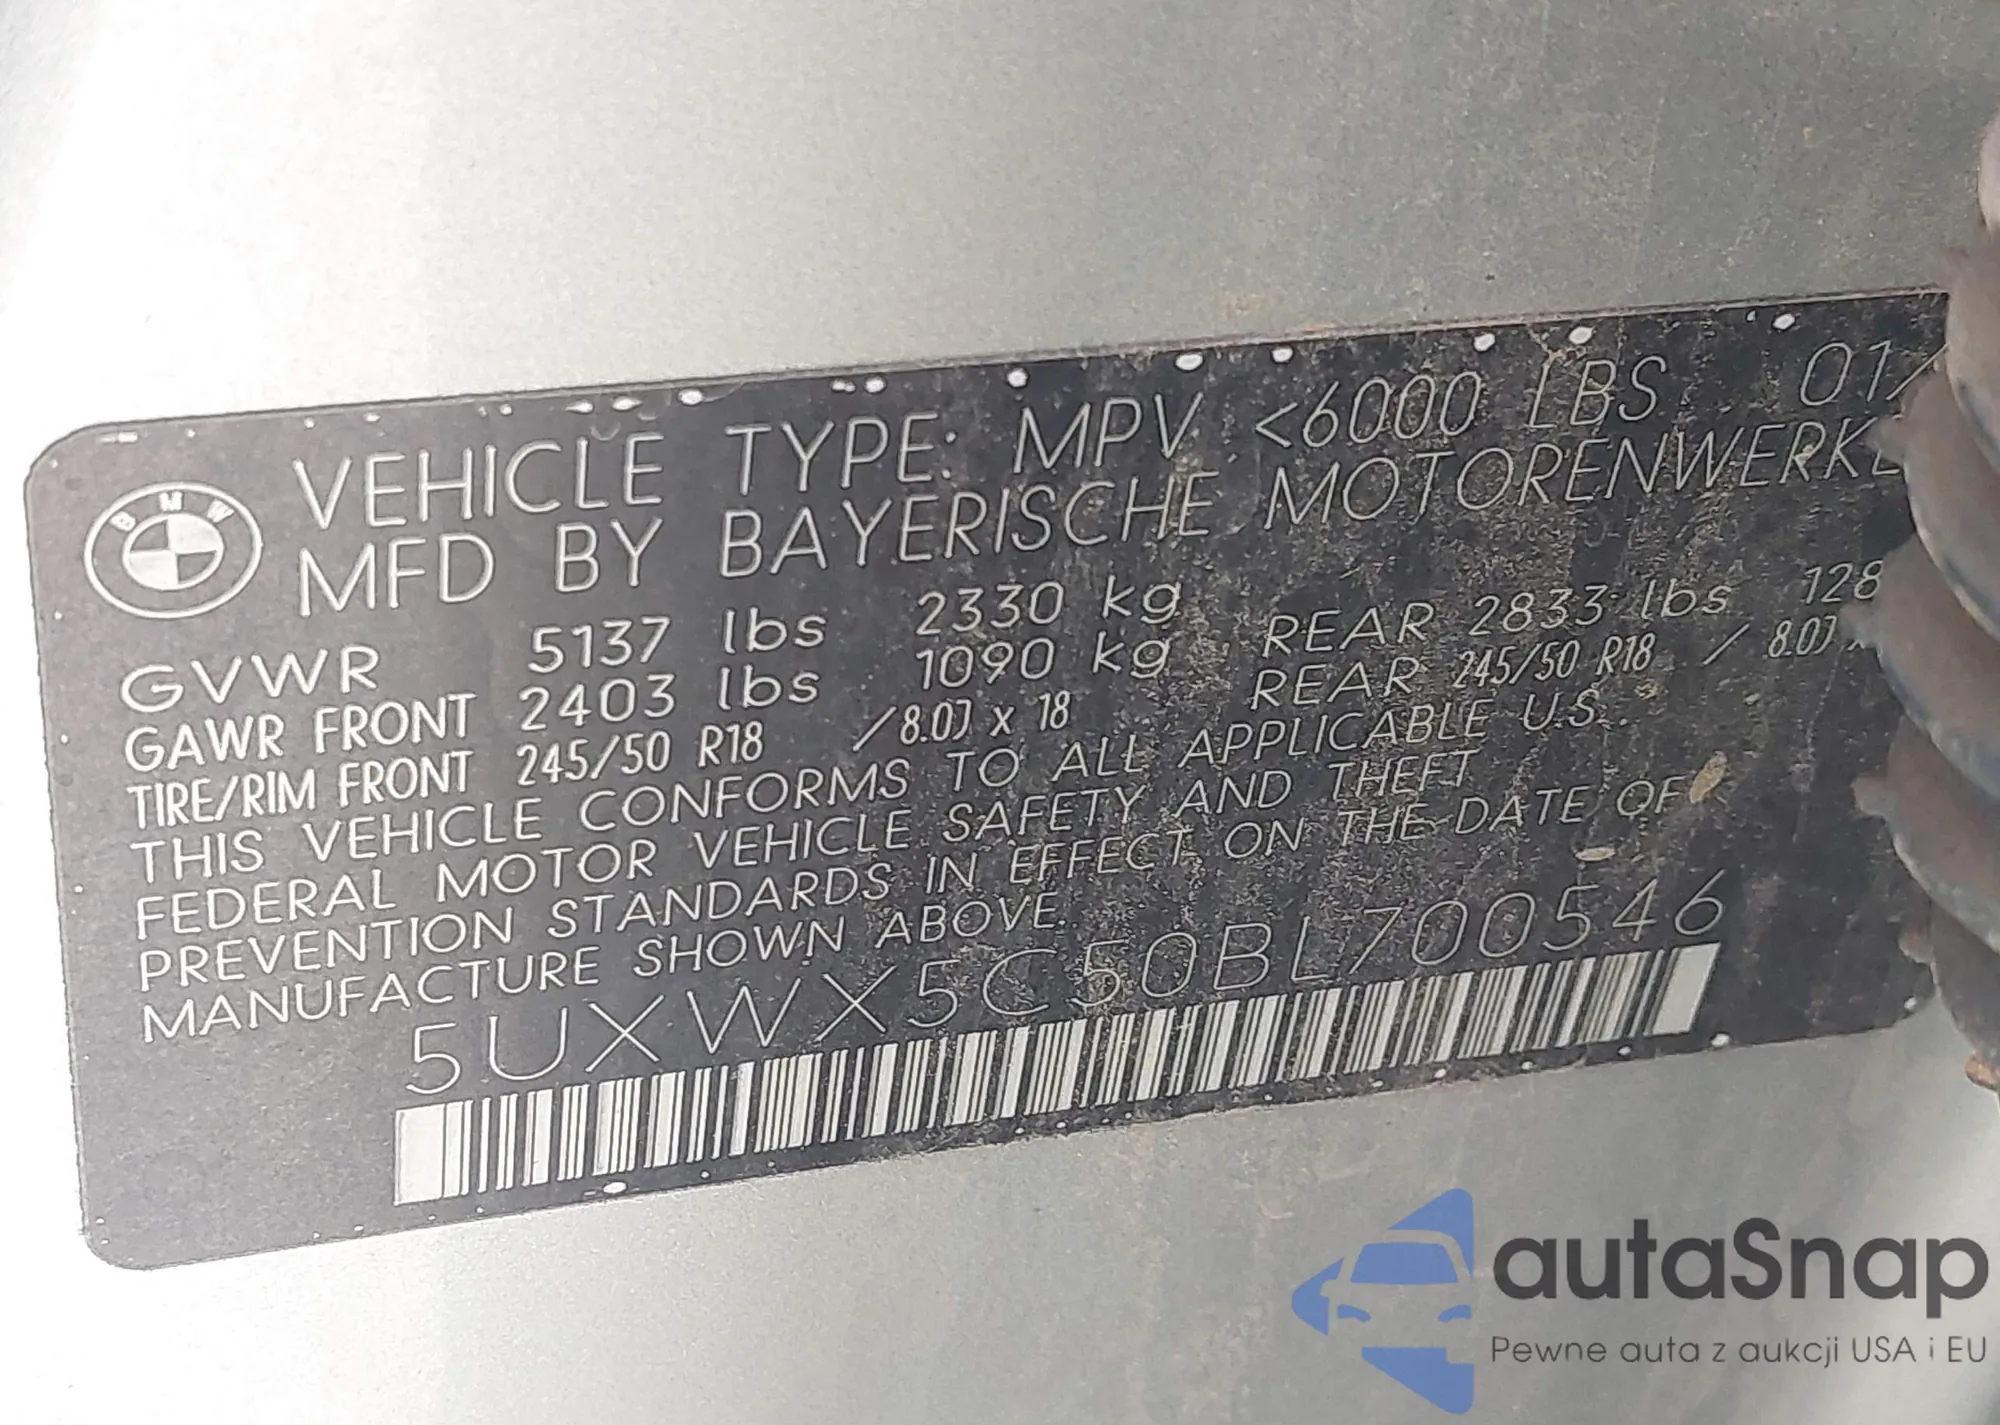 BMW
VEHICLE TYPE: MPV <6000 LBS 01/
MFD BY BAYERISCHE MOTORENWERKE
GVWR 5137 lbs 2330 kg
GAWR FRONT 2403 lbs 1090 kg REAR 2833 lbs 128
TIRE/RIM FRONT 245/50 R18 / 8.0J x 18 REAR 245/50 R18 / 8.0J x
THIS VEHICLE CONFORMS TO ALL APPLICABLE U.S.
FEDERAL MOTOR VEHICLE SAFETY AND THEFT
PREVENTION STANDARDS IN EFFECT ON THE DATE OF
MANUFACTURE SHOWN ABOVE.
5UXWX5C50BL700546
autaSnap
Pewne auta z aukcji USA i EU